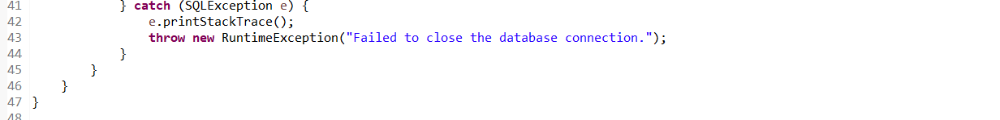 41 } catch (SQLException e) {
42 e.printStackTrace();
43 throw new RuntimeException("Failed to close the database connection.");
44 }
45 }
46 }
47 }
48